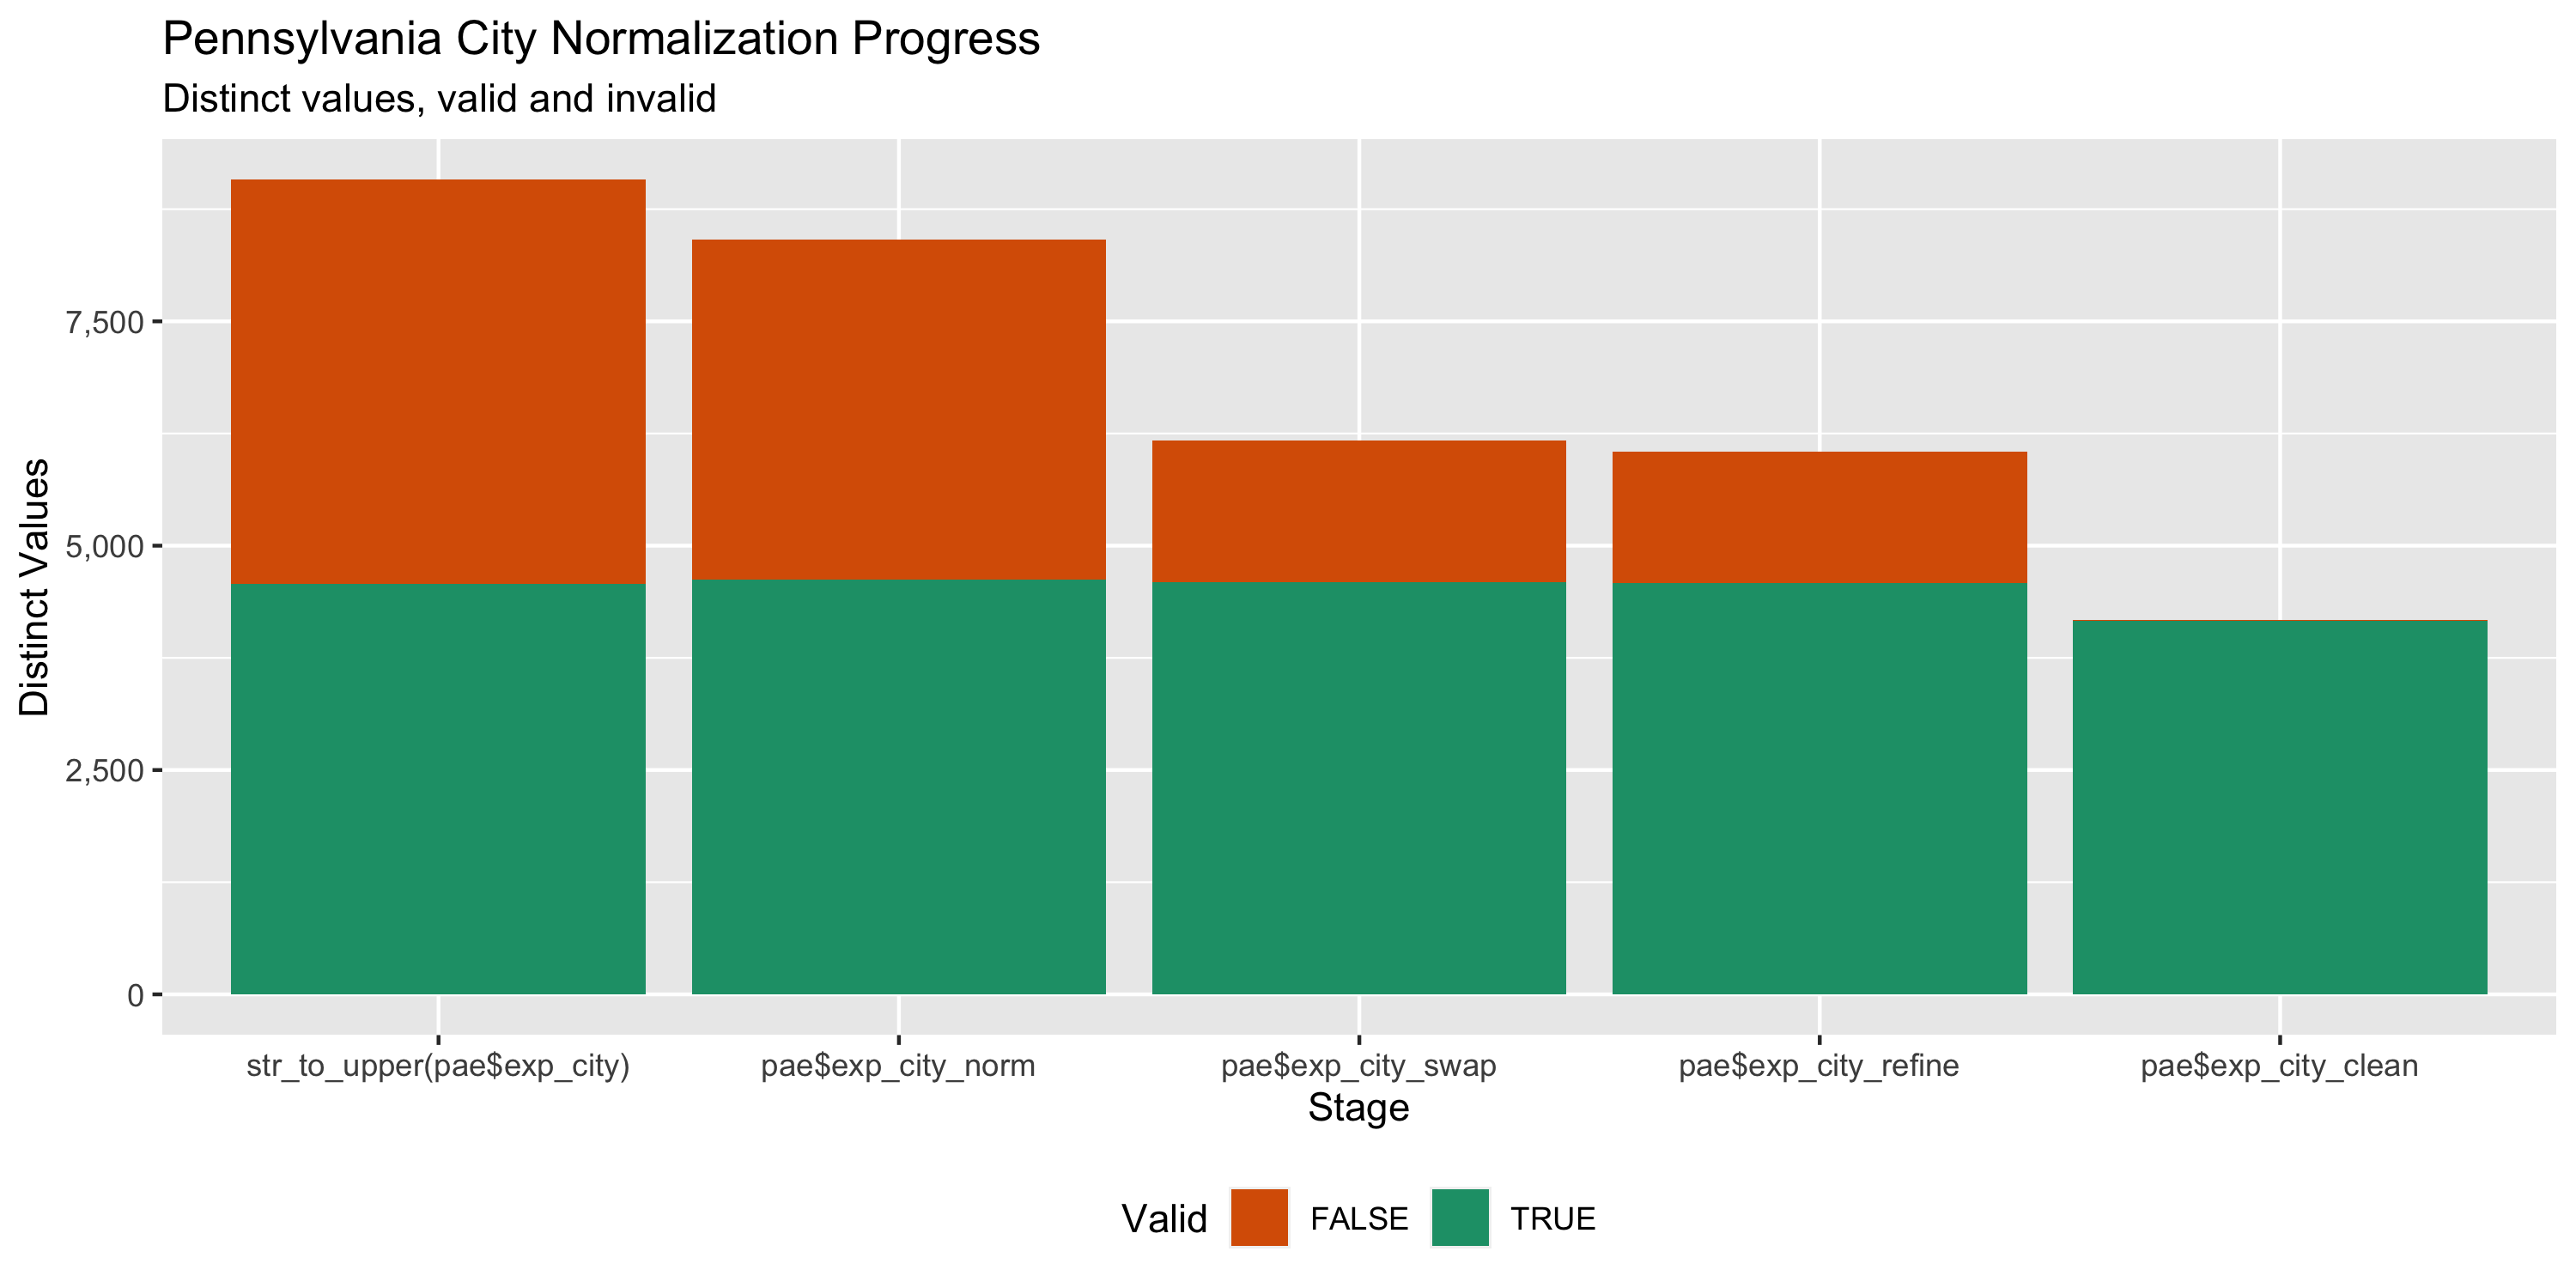 Pennsylvania City Normalization Progress
Distinct values, valid and invalid
Distinct Values
7,500
5,000
2,500
0
str_to_upper(pae$exp_city) pae$exp_city_norm pae$exp_city_swap pae$exp_city_refine pae$exp_city_clean
Stage
Valid FALSE TRUE